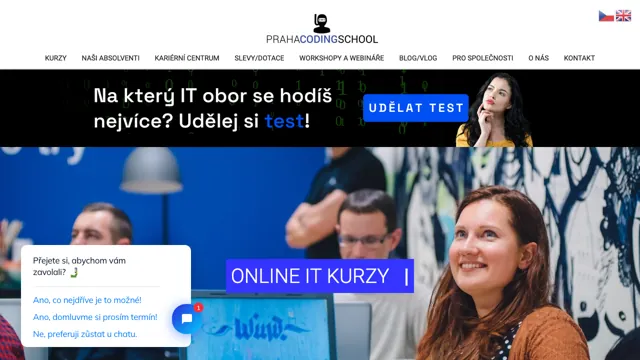 PRAHACODINGSCHOOL
KURZY NAŠI ABSOLVENTI KARIÉRNÍ CENTRUM SLEVY/DOTACE WORKSHOPY A WEBINÁŘE BLOG/VLOG PRO SPOLEČNOSTI O NÁS KONTAKT
Na který IT obor se hodíš
nejvíce? Udělej si test!
UDĚLAT TEST
ONLINE IT KURZY
Přejete si, abychom vám
zavolali?
Ano, co nejdříve je to možné!
Ano, domluvme si prosím termín!
Ne, preferuji zůstat u chatu.
1